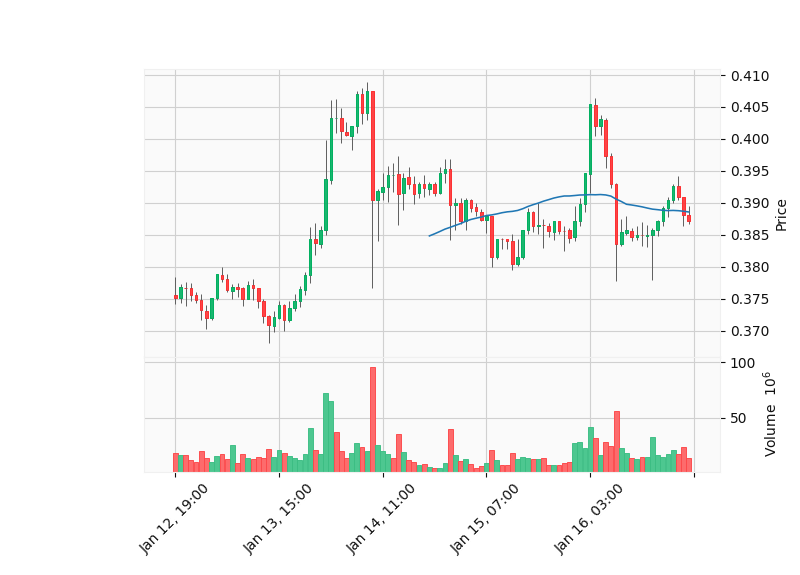 0.410
0.405
0.400
0.395
0.390
0.385
0.380
0.375
0.370
Price
100
50
Volume 10^6
Jan 12, 19:00
Jan 13, 15:00
Jan 14, 11:00
Jan 15, 07:00
Jan 16, 03:00